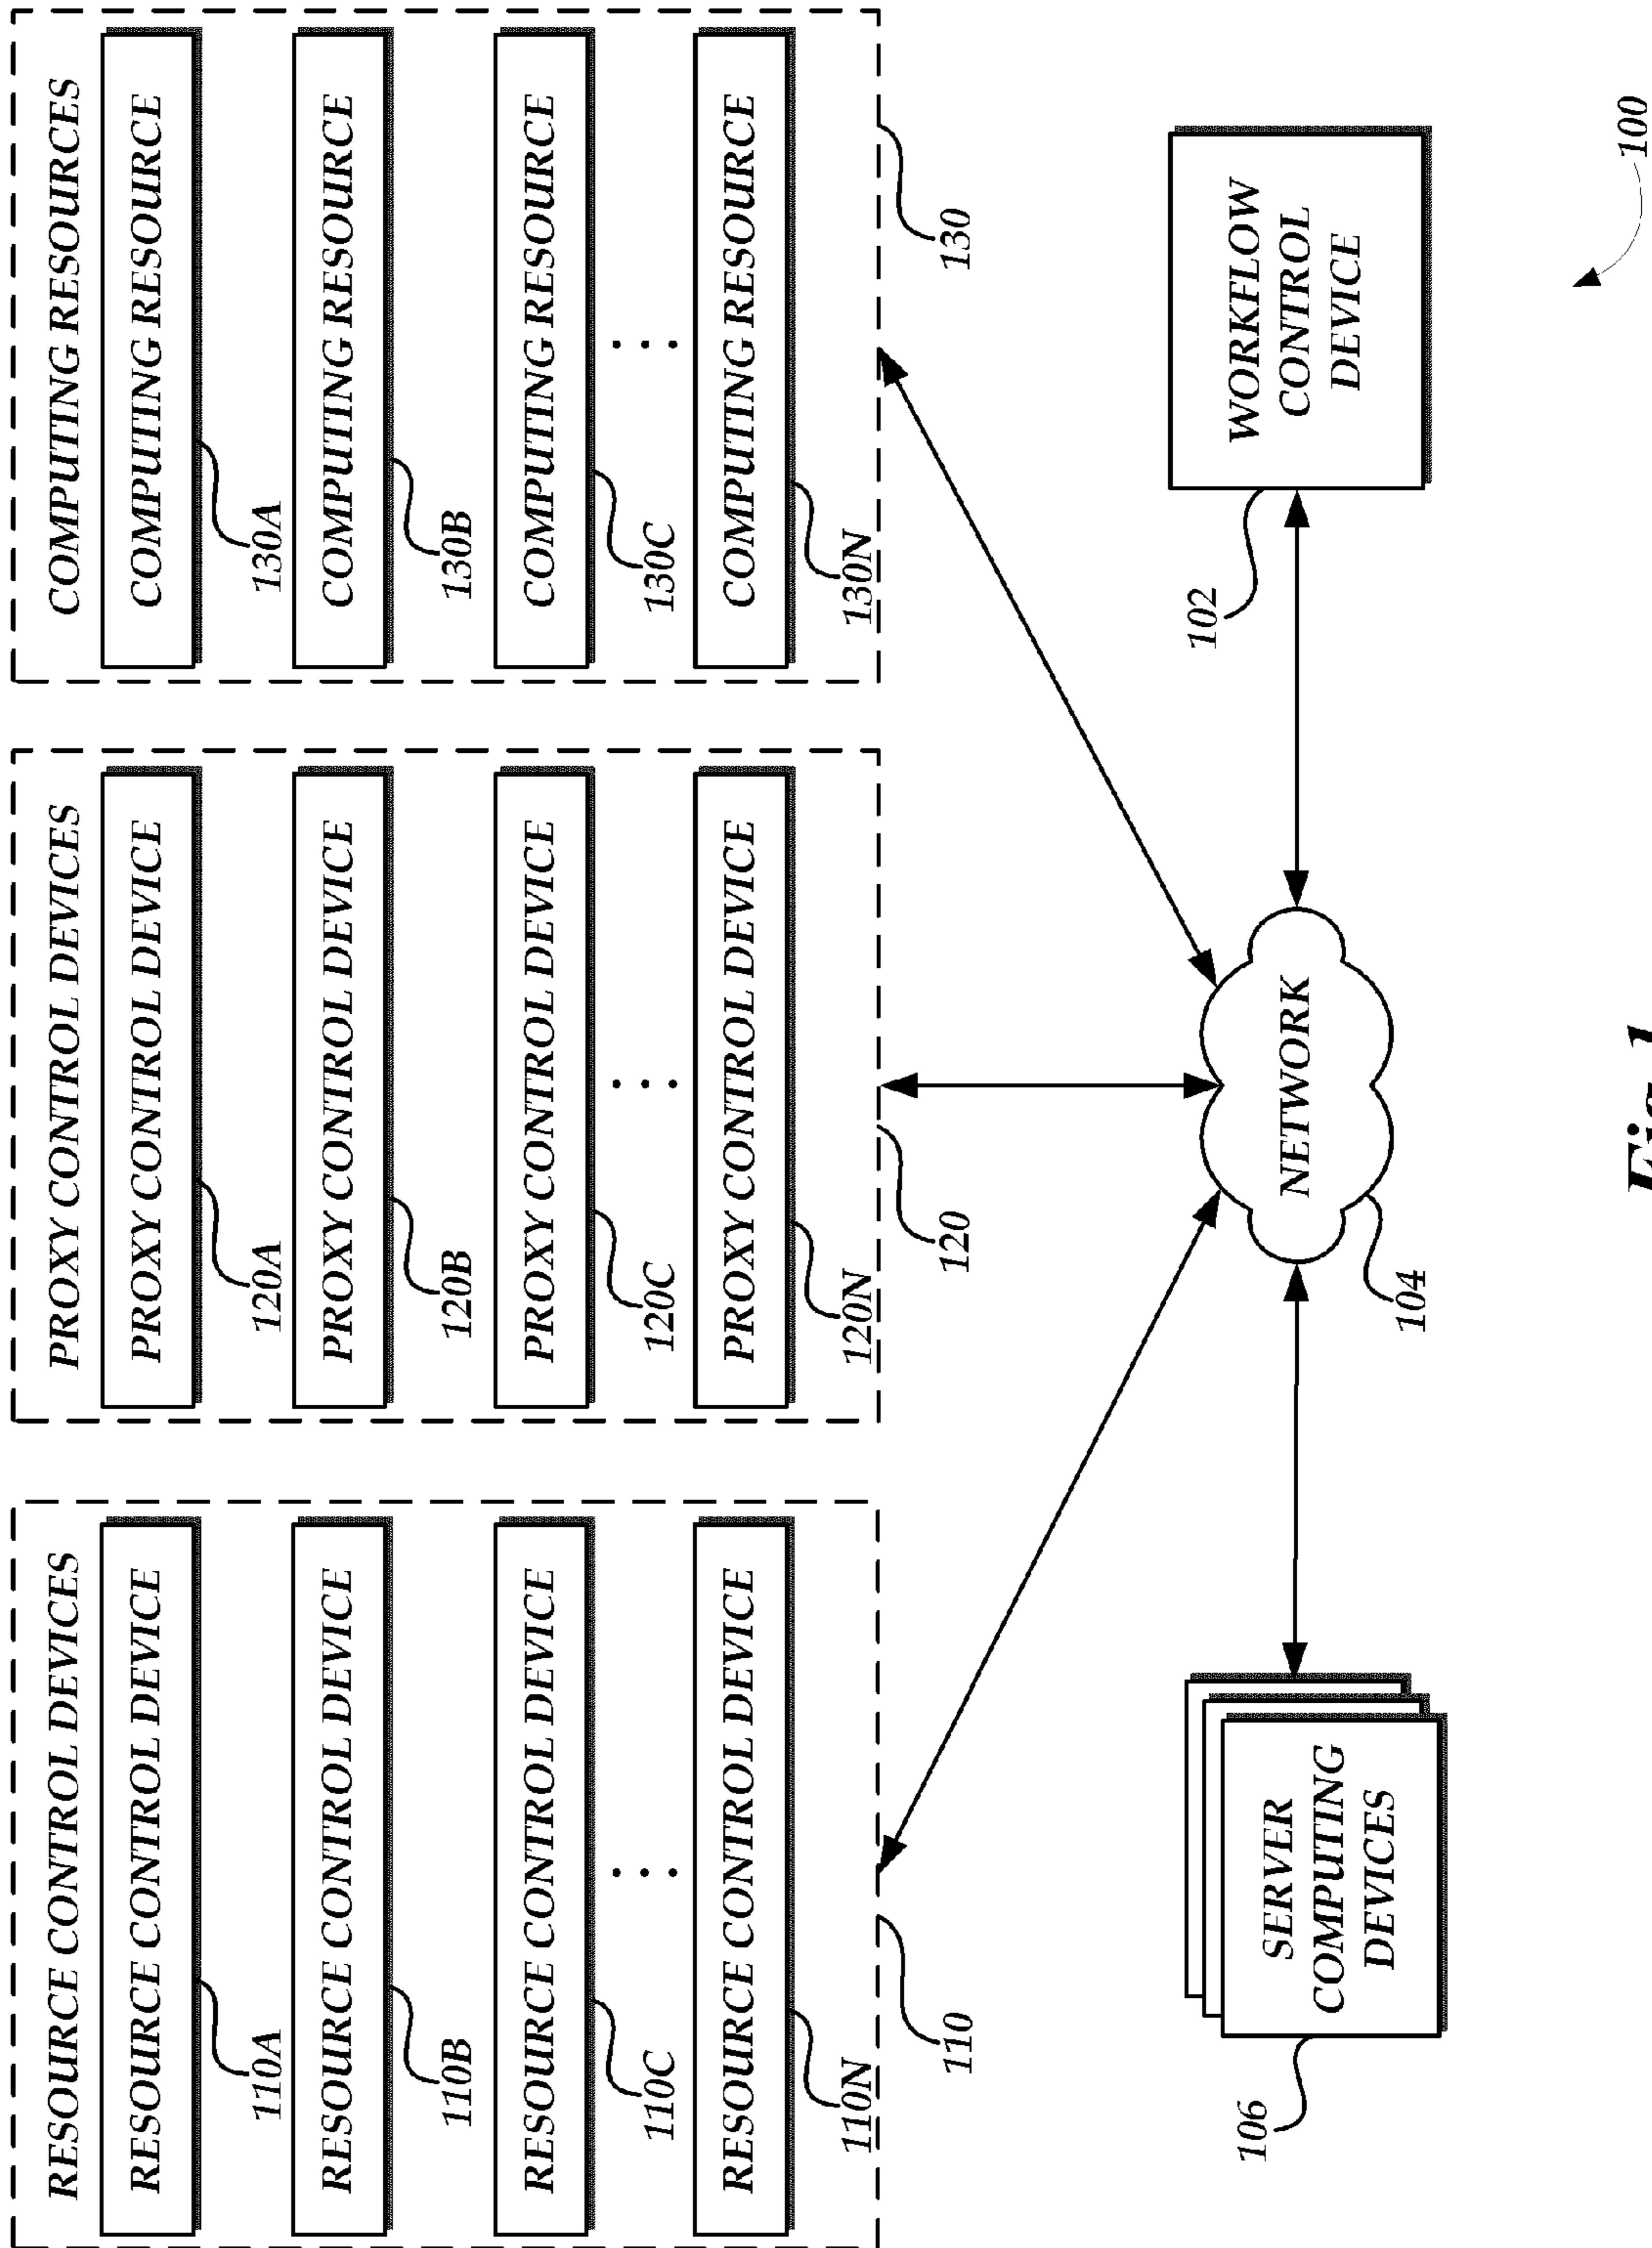 RESOURCE CONTROL DEVICES
RESOURCE CONTROL DEVICE
110A
RESOURCE CONTROL DEVICE
110B
RESOURCE CONTROL DEVICE
110C
...
RESOURCE CONTROL DEVICE
110N
110
PROXY CONTROL DEVICES
PROXY CONTROL DEVICE
120A
PROXY CONTROL DEVICE
120B
PROXY CONTROL DEVICE
120C
...
PROXY CONTROL DEVICE
120N
120
COMPUTING RESOURCES
COMPUTING RESOURCE
130A
COMPUTING RESOURCE
130B
COMPUTING RESOURCE
130C
...
COMPUTING RESOURCE
130N
130
106
SERVER
COMPUTING
DEVICES
NETWORK
104
102
WORKFLOW
CONTROL
DEVICE
100
Fig. 1